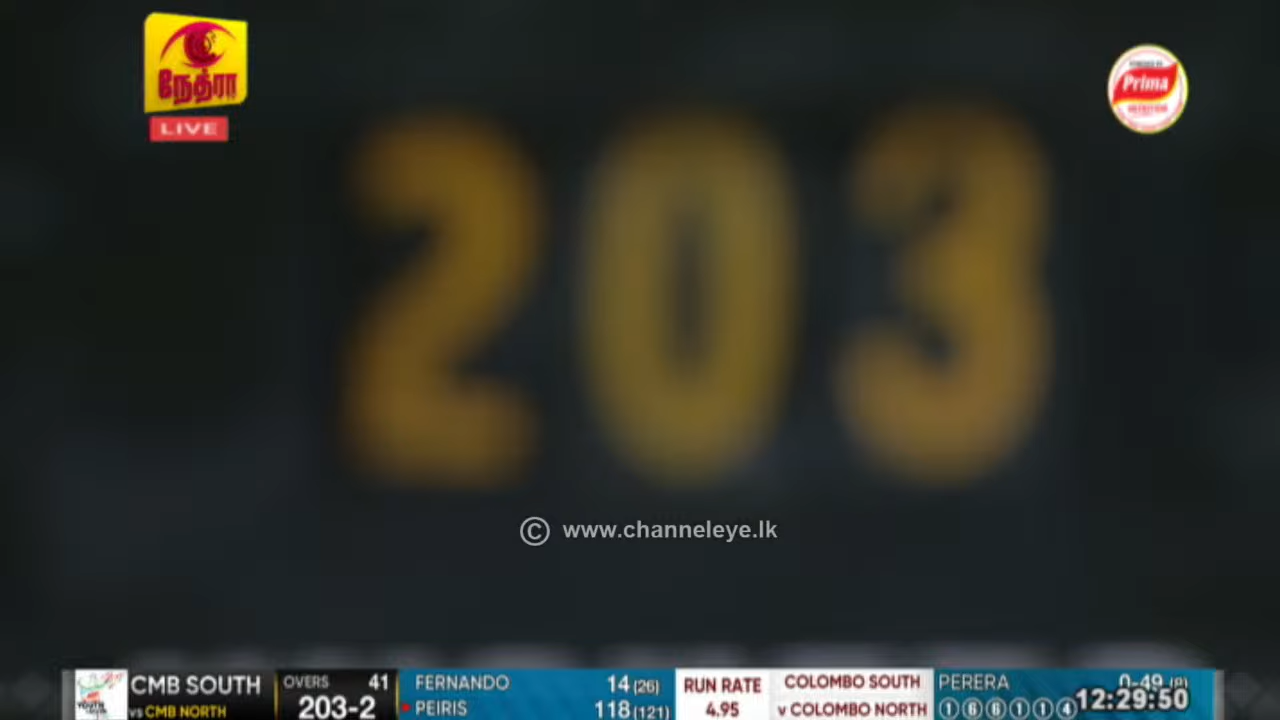 நேத்ரா
LIVE
Prima
203
© www.channeleye.lk
CMB SOUTH
vs CMB NORTH
OVERS 41
203-2
FERNANDO 14 (26)
PEIRIS 118 (121)
RUN RATE
4.95
COLOMBO SOUTH
v COLOMBO NORTH
PERERA 0-49 (8)
1 6 6 1 1 4
12:29:50